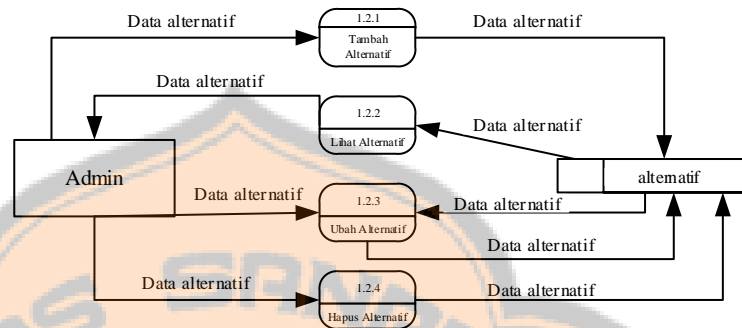 Data alternatif
1.2.1
Tambah
Alternatif
Data alternatif
Data alternatif
1.2.2
Lihat Alternatif
Data alternatif
Admin
alternatif
Data alternatif
1.2.3
Ubah Alternatif
Data alternatif
Data alternatif
Data alternatif
1.2.4
Hapus Alternatif
Data alternatif